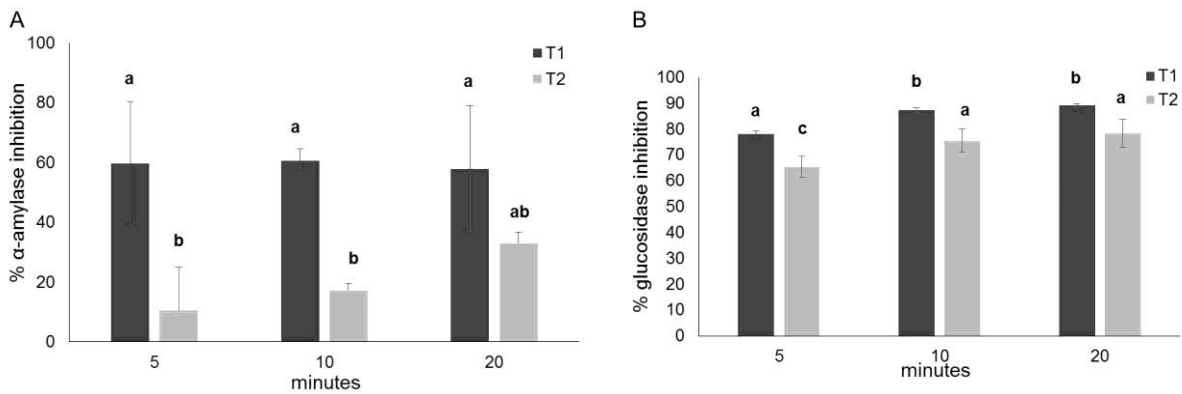 A
% α-amylase inhibition
100
80
60
40
20
0
T1
T2
a
b
a
b
a
ab
5
10
20
minutes
B
% glucosidase inhibition
100
90
80
70
60
50
40
30
20
10
0
T1
T2
a
c
b
a
b
a
5
10
20
minutes